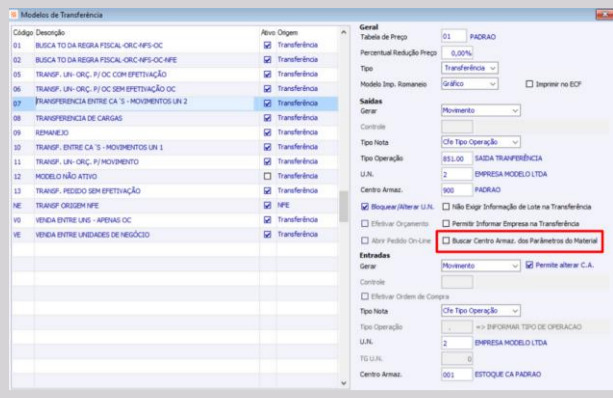 Modelos de Transferência
Código Descrição Ativo Origem
01 BUSCA TO DA REGRA FISCAL-ORC-NFS-OC Transferência
02 BUSCA TO DA REGRA FISCAL-ORC-NFS-OC-NFE Transferência
05 TRANSF. UN- ORÇ. P/ OC COM EFETIVAÇÃO Transferência
06 TRANSF. UN- ORÇ. P/ OC SEM EFETIVAÇÃO OC Transferência
07 TRANSFERENCIA ENTRE CA´S - MOVIMENTOS UN 2 Transferência
08 TRANSFERENCIA DE CARGAS Transferência
09 REMANEJO Transferência
10 TRANSF. ENTRE CA´S - MOVIMENTOS UN 1 Transferência
11 TRANSF. UN- ORÇ. P/ MOVIMENTO Transferência
12 MODELO NÃO ATIVO Transferência
13 TRANSF. PEDIDO SEM EFETIVAÇÃO Transferência
NE TRANSF ORIGEM NFE NFE
V0 VENDA ENTRE UNS - APENAS OC Transferência
VE VENDA ENTRE UNIDADES DE NEGÓCIO Transferência
Geral
Tabela de Preço 01 PADRAO
Percentual Redução Preço 0,00%
Tipo Transferência
Modelo Imp. Romaneio Gráfico Imprimir no ECF
Saídas
Gerar Movimento
Controle
Tipo Nota Cfe Tipo Operação
Tipo Operação 851.00 SAIDA TRANFERÊNCIA
U.N. 2 EMPRESA MODELO LTDA
Centro Armaz. 900 PADRAO
Bloquear/Alterar U.N. Não Exigir Informação de Lote na Transferência
Efetivar Orçamento Permitir Informar Empresa na Transferência
Abrir Pedido On-Line Buscar Centro Armaz. dos Parâmetros do Material
Entradas
Gerar Movimento Permite alterar C.A.
Controle
Efetivar Ordem de Compra
Tipo Nota Cfe Tipo Operação
Tipo Operação . => INFORMAR TIPO DE OPERACAO
U.N. 2 EMPRESA MODELO LTDA
TG U.N. 0
Centro Armaz. 001 ESTOQUE CA PADRAO